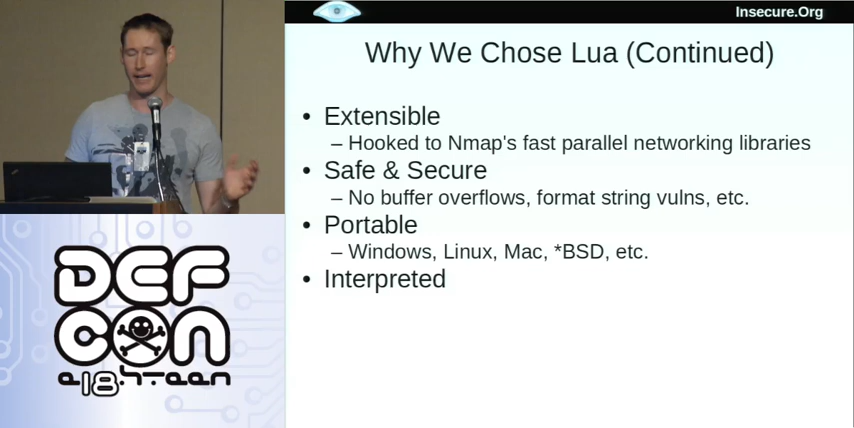 Insecure.Org
Why We Chose Lua (Continued)
• Extensible
– Hooked to Nmap's fast parallel networking libraries
• Safe & Secure
– No buffer overflows, format string vulns, etc.
• Portable
– Windows, Linux, Mac, *BSD, etc.
• Interpreted
DEF
CON
e18hteen